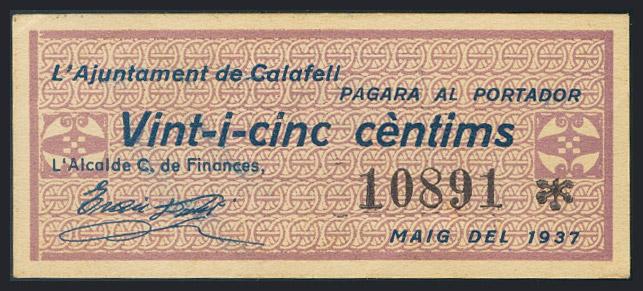 L'Ajuntament de Calafell
PAGARA AL PORTADOR
Vint-i-cinc cèntims
L'Alcalde C. de Finances,
10891
MAIG DEL 1937